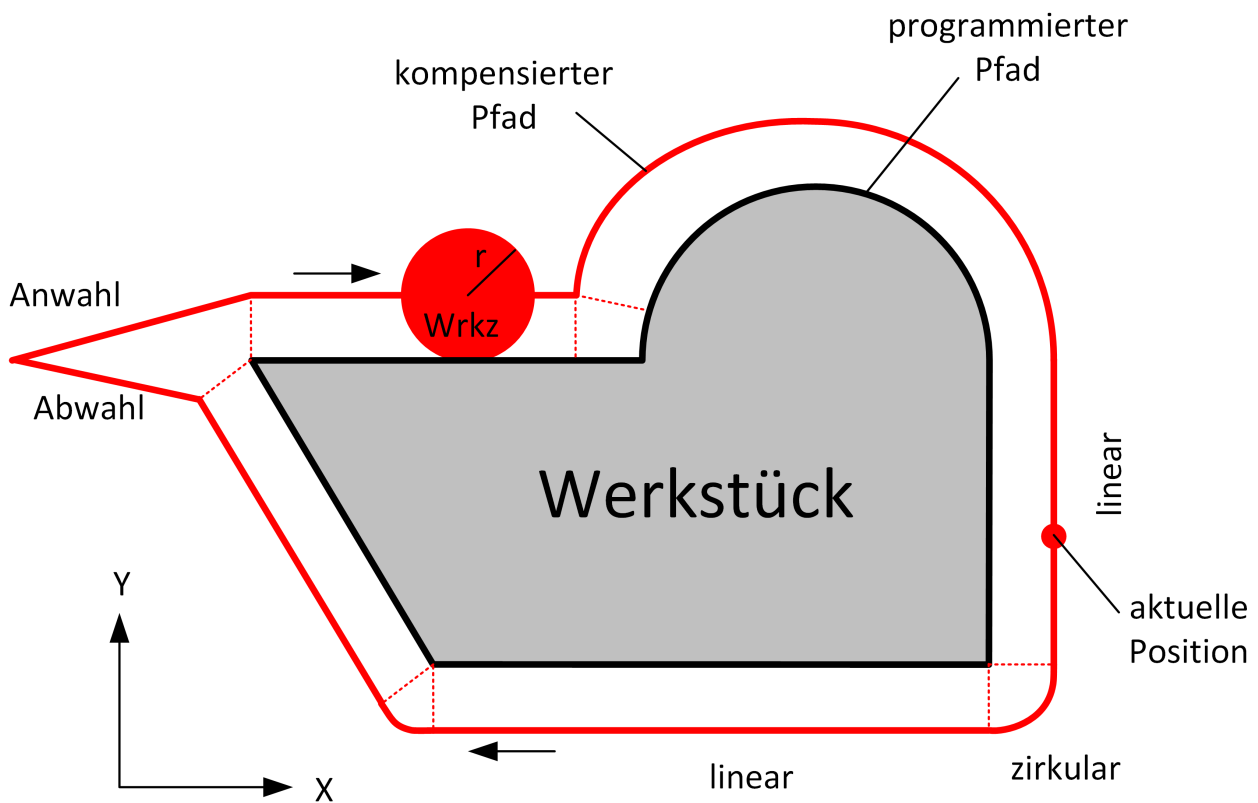 programmierter
Pfad
kompensierter
Pfad
r
Wrkz
Anwahl
Abwahl
Werkstück
linear
Y
aktuelle
Position
X
linear
zirkular